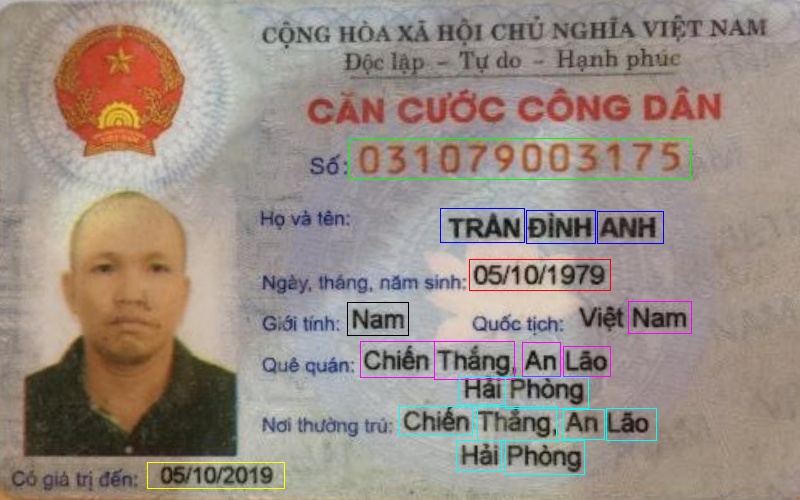 CỘNG HÒA XÃ HỘI CHỦ NGHĨA VIỆT NAM
Độc lập - Tự do - Hạnh phúc
CĂN CƯỚC CÔNG DÂN
Số: 031079003175
Họ và tên: TRẦN ĐÌNH ANH
Ngày, tháng, năm sinh: 05/10/1979
Giới tính: Nam Quốc tịch: Việt Nam
Quê quán: Chiến Thắng, An Lão
Hải Phòng
Nơi thường trú: Chiến Thắng, An Lão
Hải Phòng
Có giá trị đến: 05/10/2019